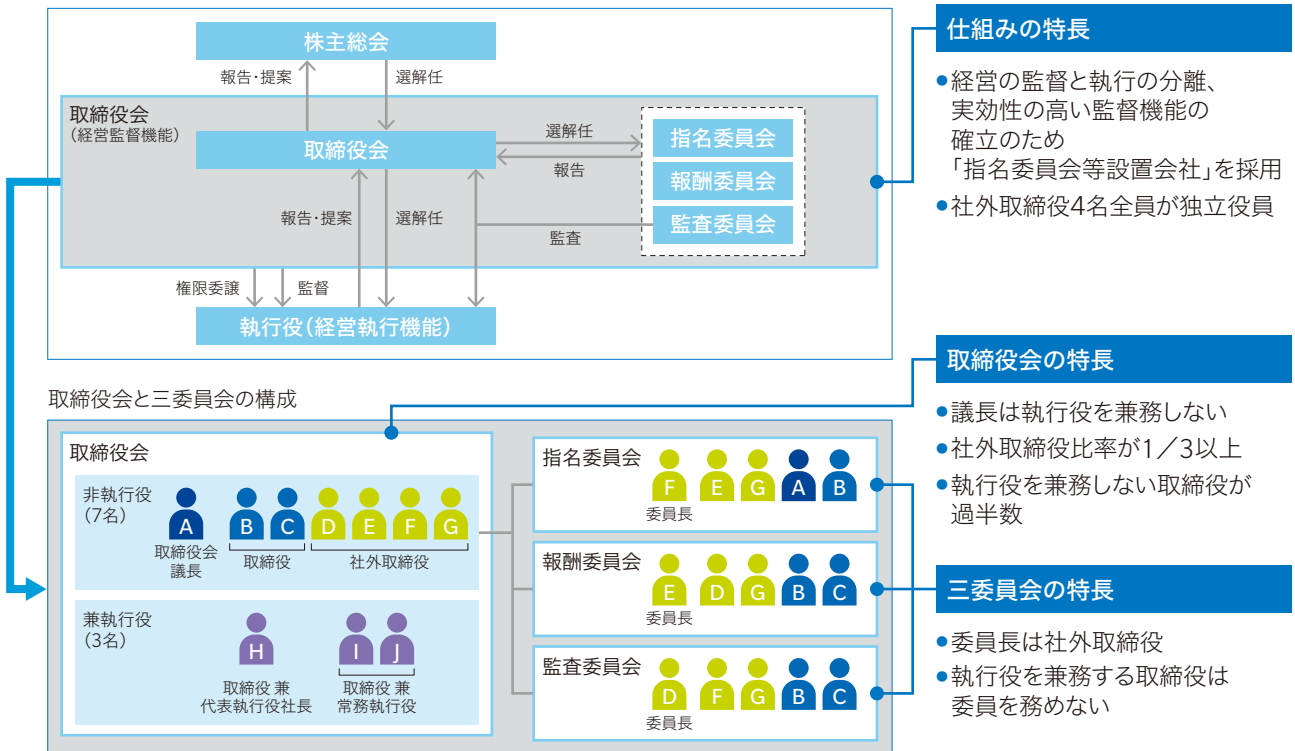 株主総会
報告・提案
選解任
取締役会
(経営監督機能)
取締役会
選解任
報告
指名委員会
報酬委員会
監査委員会
監査
報告・提案
選解任
権限委譲
監督
執行役(経営執行機能)
仕組みの特長
●経営の監督と執行の分離、
実効性の高い監督機能の
確立のため
「指名委員会等設置会社」を採用
●社外取締役4名全員が独立役員
取締役会と三委員会の構成
取締役会
非執行役
(7名)
A
B
C
D
E
F
G
取締役会
議長
取締役
社外取締役
兼執行役
(3名)
H
I
J
取締役 兼
代表執行役社長
取締役 兼
常務執行役
指名委員会
F
E
G
A
B
委員長
報酬委員会
E
D
G
B
C
委員長
監査委員会
D
F
G
B
C
委員長
取締役会の特長
●議長は執行役を兼務しない
●社外取締役比率が1/3以上
●執行役を兼務しない取締役が
過半数
三委員会の特長
●委員長は社外取締役
●執行役を兼務する取締役は
委員を務めない